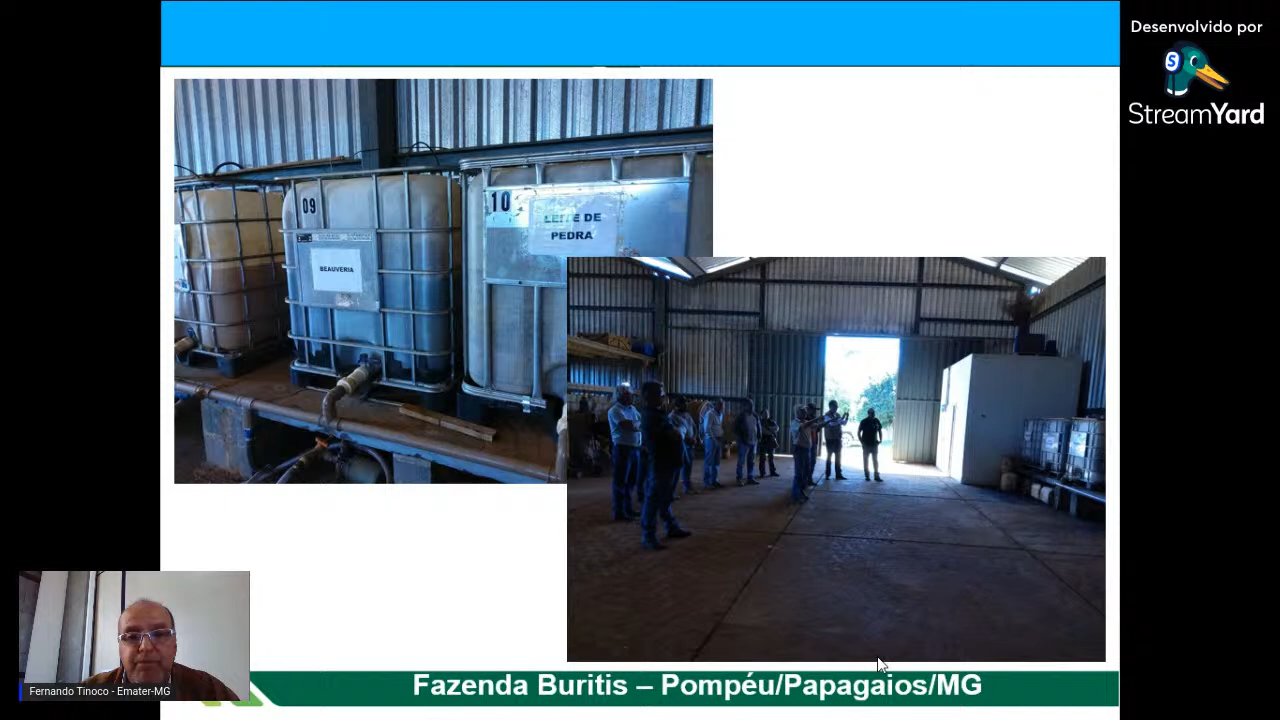 Desenvolvido por
StreamYard
09
BEAUVERIA
10
LEITE DE
PEDRA
Fernando Tinoco - Emater-MG
Fazenda Buritis – Pompéu/Papagaios/MG